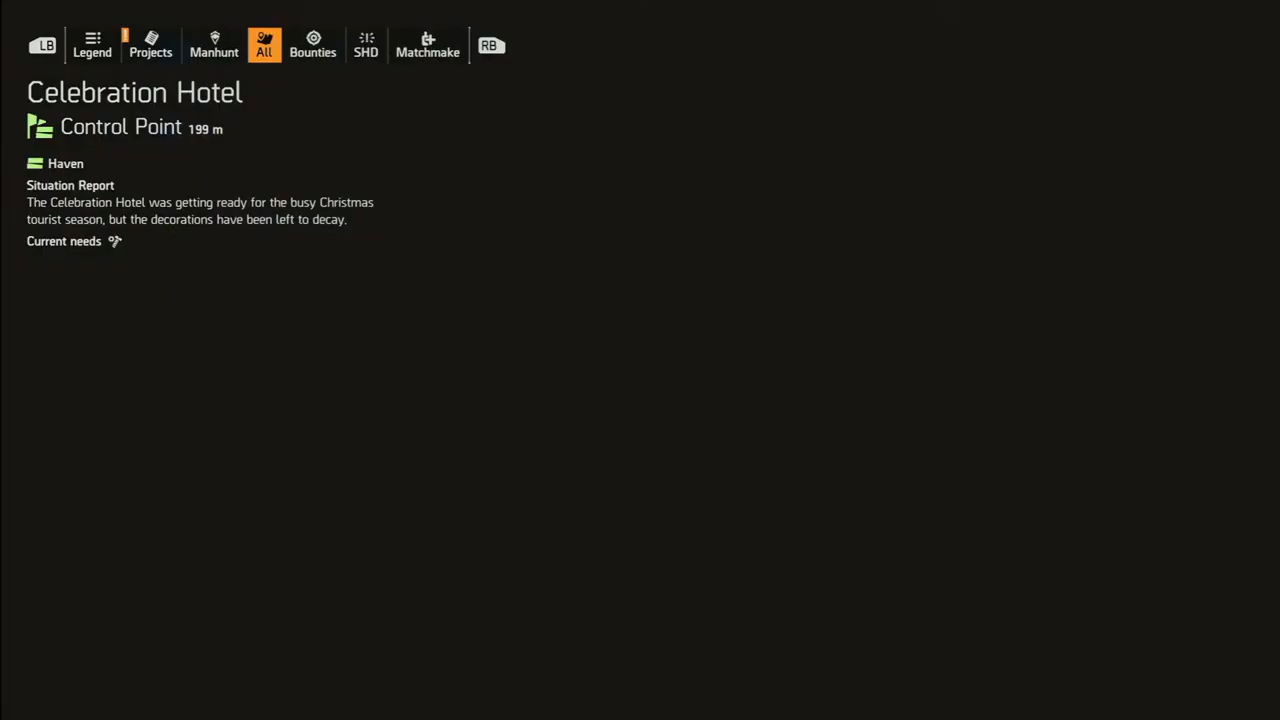 LB Legend Projects Manhunt All Bounties SHD Matchmake RB
Celebration Hotel
Control Point 199 m
Haven
Situation Report
The Celebration Hotel was getting ready for the busy Christmas
tourist season, but the decorations have been left to decay.
Current needs